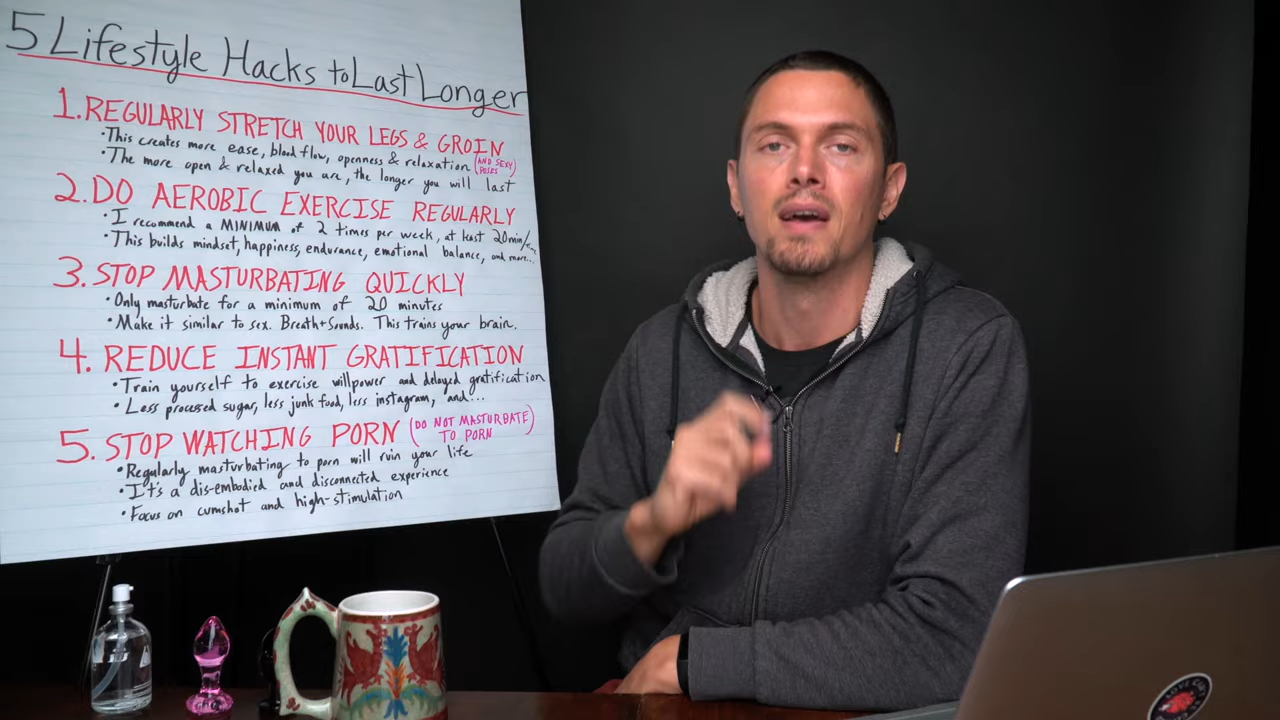 5 Lifestyle Hacks to Last Longer
1. REGULARLY STRETCH YOUR LEGS & GROIN
• This creates more ease, blood flow, openness & relaxation (AND SEXY POSES)
• The more open & relaxed you are, the longer you will last
2. DO AEROBIC EXERCISE REGULARLY
• I recommend a MINIMUM of 2 times per week, at least 20min/
• This builds mindset, happiness, endurance, emotional balance, and more...
3. STOP MASTURBATING QUICKLY
• Only masturbate for a minimum of 20 minutes
• Make it similar to sex. Breath+Sounds. This trains your brain.
4. REDUCE INSTANT GRATIFICATION
• Train yourself to exercise willpower and delayed gratification
• Less processed sugar, less junk food, less instagram, and...
5. STOP WATCHING PORN (DO NOT MASTURBATE
TO PORN)
• Regularly masturbating to porn will ruin your life
• It's a dis-embodied and disconnected experience
• Focus on cumshot and high-stimulation